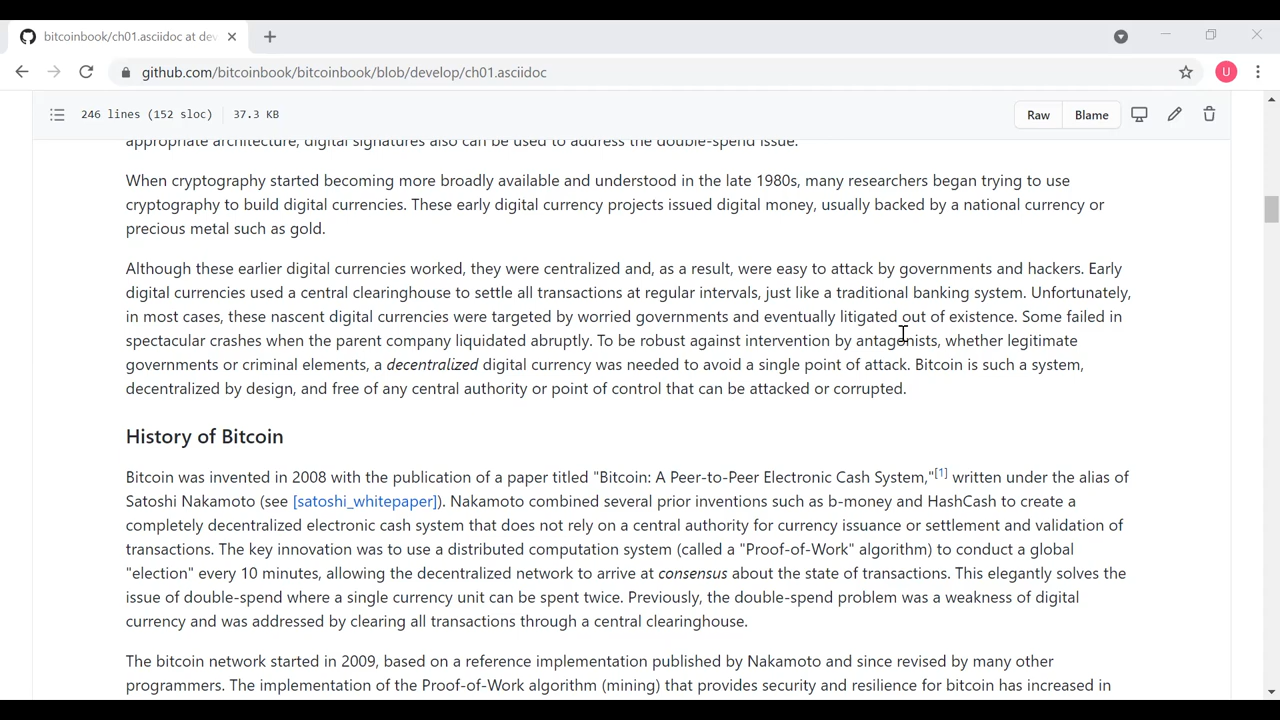 bitcoinbook/ch01.asciidoc at dev
github.com/bitcoinbook/bitcoinbook/blob/develop/ch01.asciidoc
U
246 lines (152 sloc) 37.3 KB
Raw Blame
appropriate architecture, digital signatures also can be used to address the double-spend issue.
When cryptography started becoming more broadly available and understood in the late 1980s, many researchers began trying to use
cryptography to build digital currencies. These early digital currency projects issued digital money, usually backed by a national currency or
precious metal such as gold.
Although these earlier digital currencies worked, they were centralized and, as a result, were easy to attack by governments and hackers. Early
digital currencies used a central clearinghouse to settle all transactions at regular intervals, just like a traditional banking system. Unfortunately,
in most cases, these nascent digital currencies were targeted by worried governments and eventually litigated out of existence. Some failed in
spectacular crashes when the parent company liquidated abruptly. To be robust against intervention by antagonists, whether legitimate
governments or criminal elements, a decentralized digital currency was needed to avoid a single point of attack. Bitcoin is such a system,
decentralized by design, and free of any central authority or point of control that can be attacked or corrupted.
History of Bitcoin
Bitcoin was invented in 2008 with the publication of a paper titled "Bitcoin: A Peer-to-Peer Electronic Cash System,"[1] written under the alias of
Satoshi Nakamoto (see [satoshi_whitepaper]). Nakamoto combined several prior inventions such as b-money and HashCash to create a
completely decentralized electronic cash system that does not rely on a central authority for currency issuance or settlement and validation of
transactions. The key innovation was to use a distributed computation system (called a "Proof-of-Work" algorithm) to conduct a global
"election" every 10 minutes, allowing the decentralized network to arrive at consensus about the state of transactions. This elegantly solves the
issue of double-spend where a single currency unit can be spent twice. Previously, the double-spend problem was a weakness of digital
currency and was addressed by clearing all transactions through a central clearinghouse.
The bitcoin network started in 2009, based on a reference implementation published by Nakamoto and since revised by many other
programmers. The implementation of the Proof-of-Work algorithm (mining) that provides security and resilience for bitcoin has increased in